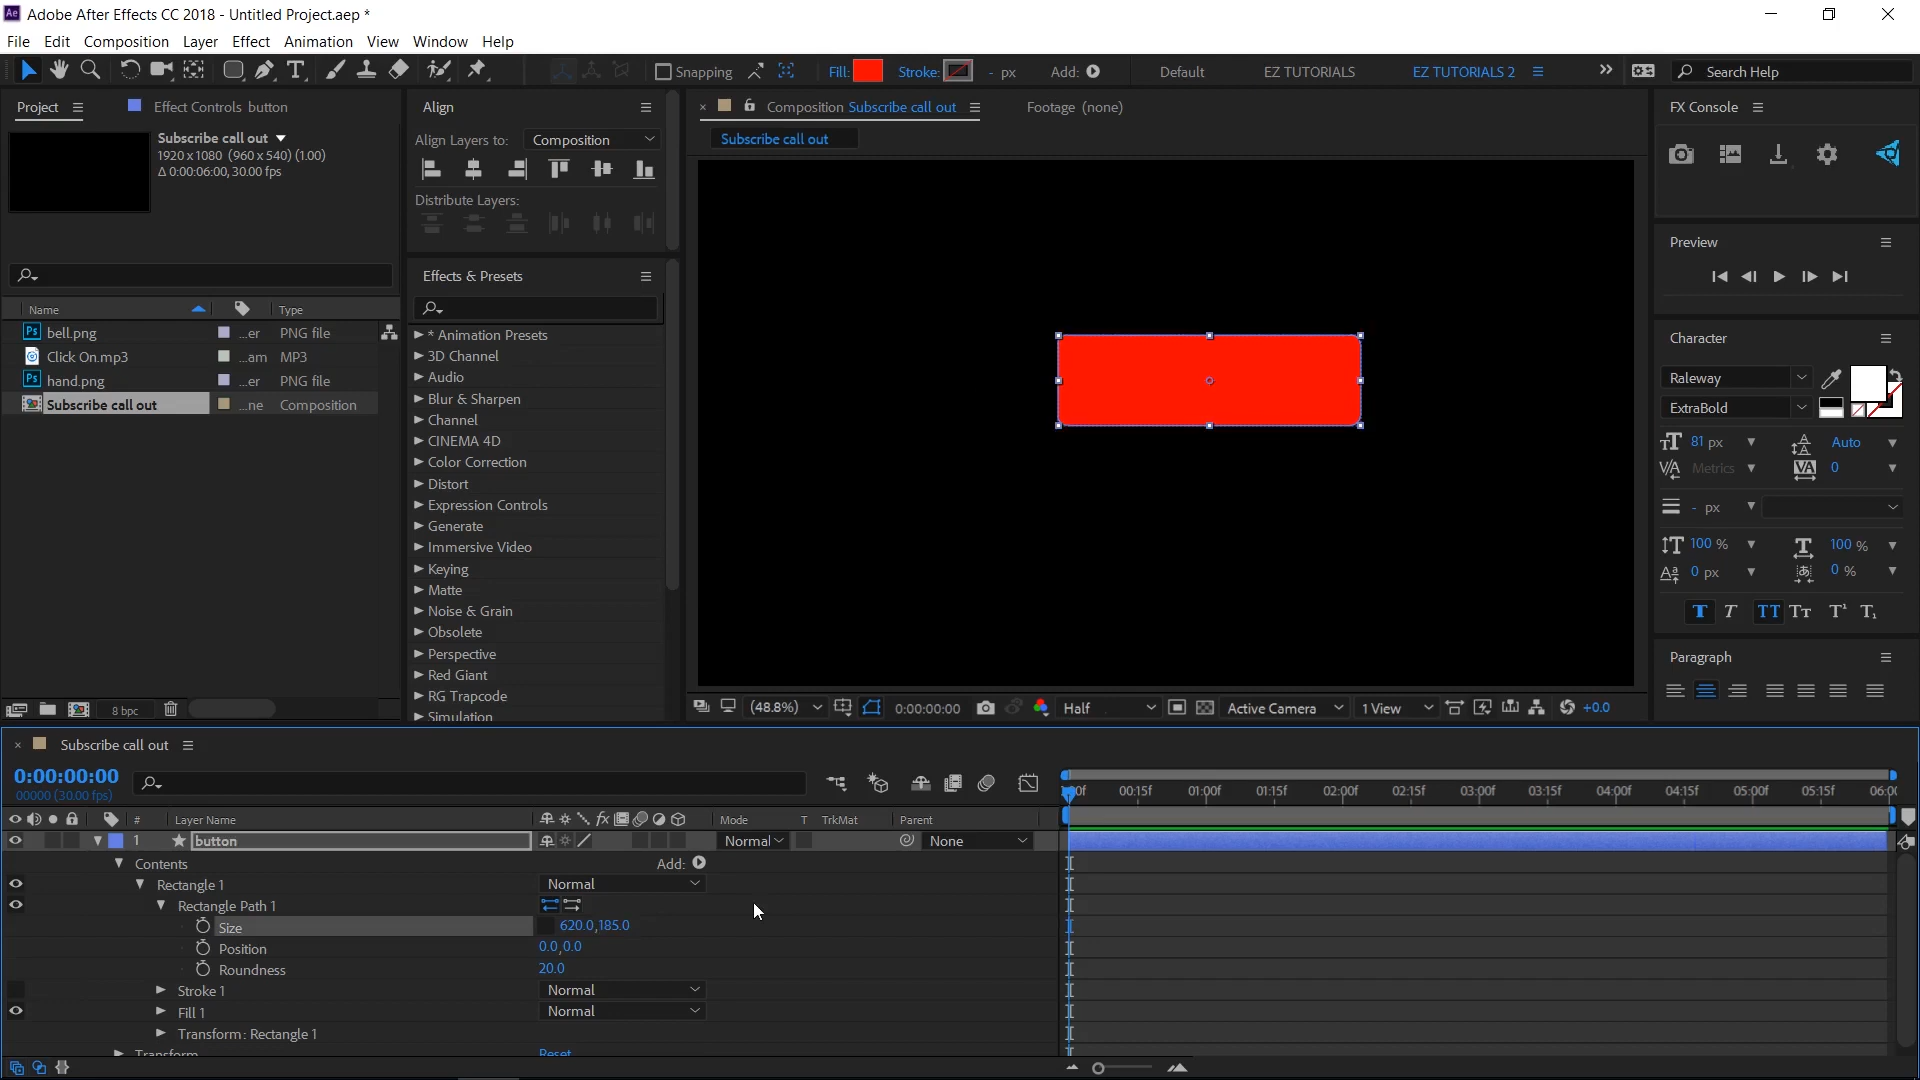 Ae Adobe After Effects CC 2018 - Untitled Project.aep *
File Edit Composition Layer Effect Animation View Window Help
Snapping Fill: Stroke: - px Add: Default EZ TUTORIALS EZ TUTORIALS 2 Search Help
Project Effect Controls button
Subscribe call out
1920 x 1080 (960 x 540) (1.00)
Δ 0:00:06:00, 30.00 fps
Name Type
bell.png ...er PNG file
Click On.mp3 ...am MP3
hand.png ...er PNG file
Subscribe call out ...ne Composition
8 bpc
Align
Align Layers to: Composition
Distribute Layers:
Effects & Presets
* Animation Presets
3D Channel
Audio
Blur & Sharpen
Channel
CINEMA 4D
Color Correction
Distort
Expression Controls
Generate
Immersive Video
Keying
Matte
Noise & Grain
Obsolete
Perspective
Red Giant
RG Trapcode
Simulation
Composition Subscribe call out Footage (none)
Subscribe call out
(48.8%) 0:00:00:00 Half Active Camera 1 View +0.0
FX Console
Preview
Character
Raleway
ExtraBold
81 px Auto
Metrics 0
- px
100 % 100 %
0 px 0 %
Paragraph
Subscribe call out
0:00:00:00
00000 (30.00 fps)
00:15f 01:00f 01:15f 02:00f 02:15f 03:00f 03:15f 04:00f 04:15f 05:00f 05:15f
# Layer Name Mode T TrkMat Parent
1 button Normal None
Contents Add:
Rectangle 1 Normal
Rectangle Path 1
Size 620.0,185.0
Position 0.0,0.0
Roundness 20.0
Stroke 1 Normal
Fill 1 Normal
Transform: Rectangle 1
Transform Reset